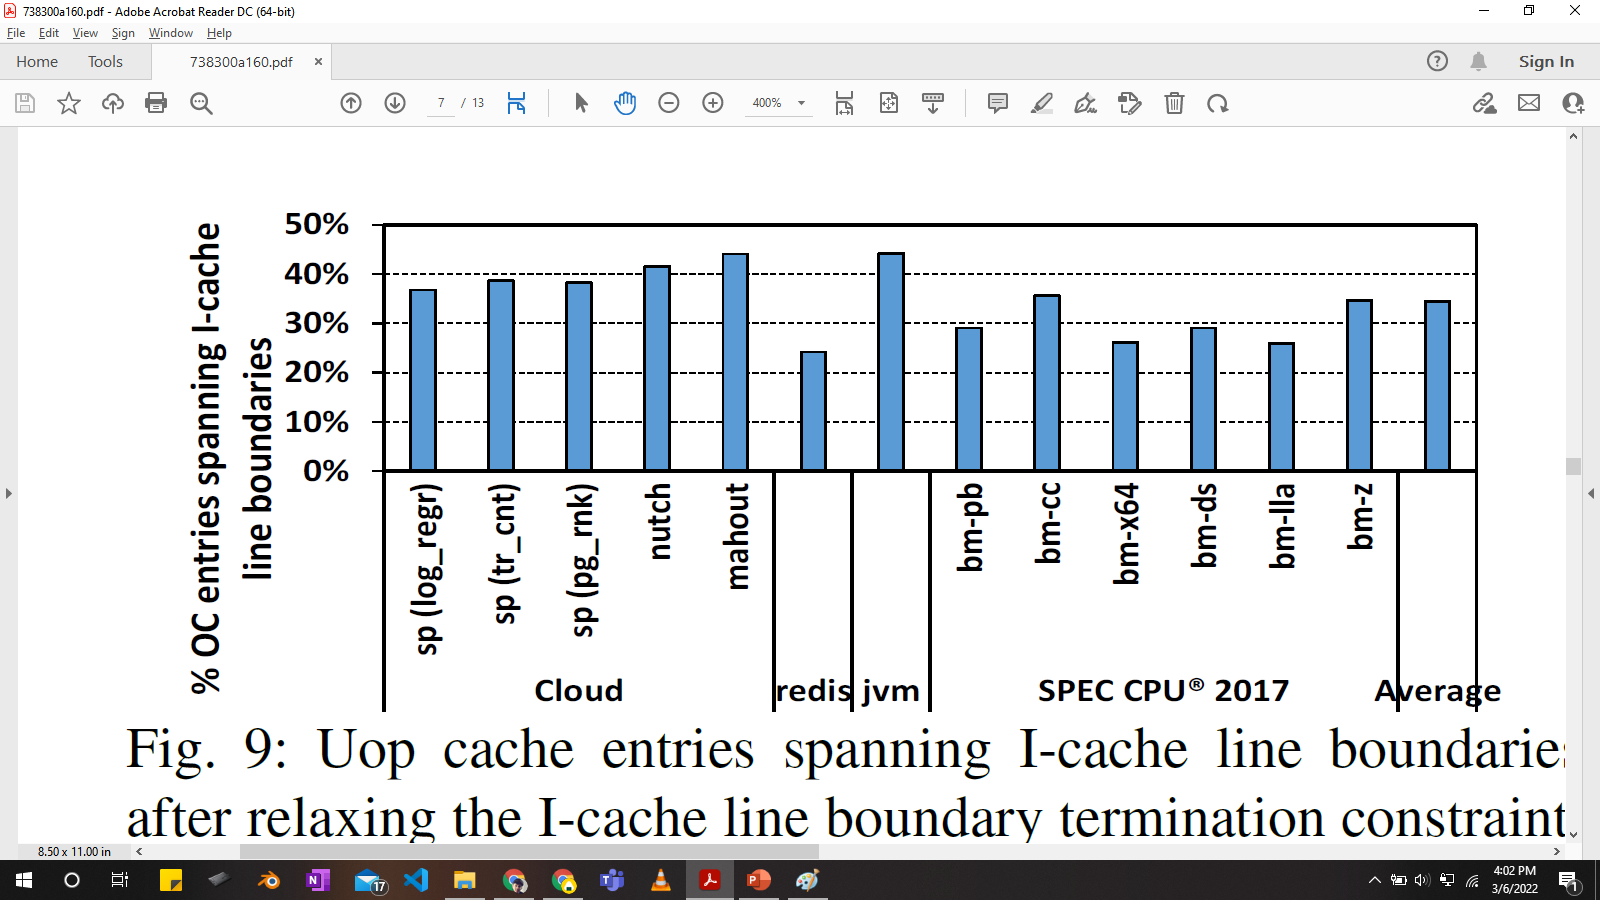 738300a160.pdf - Adobe Acrobat Reader DC (64-bit)
File Edit View Sign Window Help
Home Tools 738300a160.pdf × Sign In
7 / 13 400%
% OC entries spanning I-cache
line boundaries
50%
40%
30%
20%
10%
0%
sp (log_regr)
sp (tr_cnt)
sp (pg_rnk)
nutch
mahout
bm-pb
bm-cc
bm-x64
bm-ds
bm-lla
bm-z
Cloud redis jvm SPEC CPU® 2017 Average
Fig. 9: Uop cache entries spanning I-cache line boundaries
after relaxing the I-cache line boundary termination constraint
8.50 x 11.00 in
17
4:02 PM
3/6/2022
1